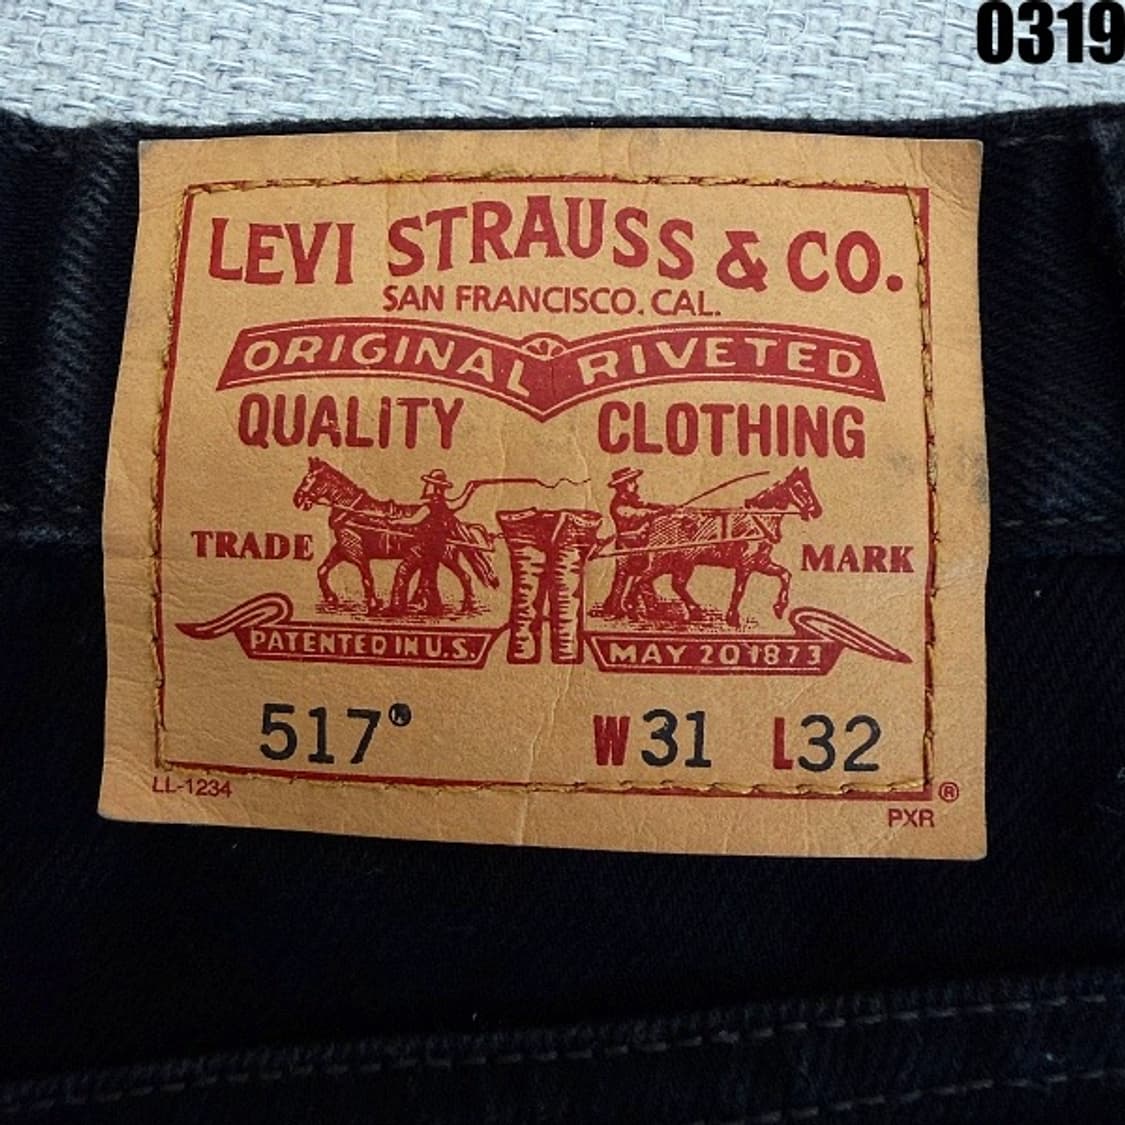 0319
LEVI STRAUSS & CO.
SAN FRANCISCO. CAL.
ORIGINAL RIVETED
QUALITY CLOTHING
TRADE MARK
PATENTED IN U.S. MAY 20 1873
517® W31 L32
LL-1234 ®
PXR